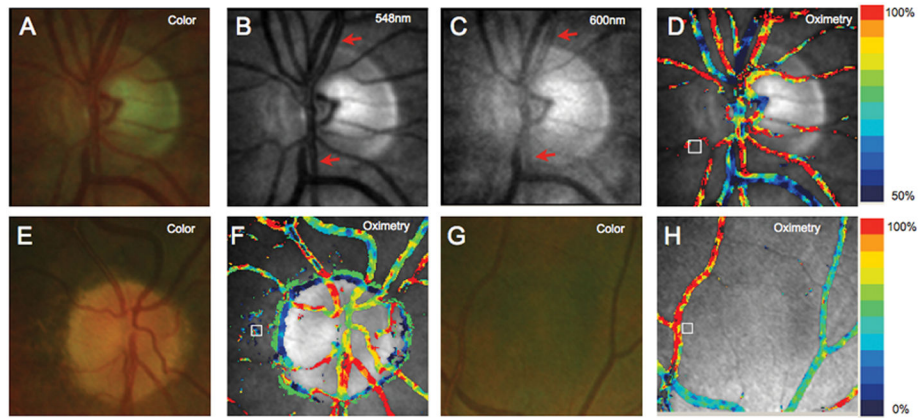 A Color
B 548nm
C 600nm
D Oximetry
100%
50%
E Color
F Oximetry
G Color
H Oximetry
100%
0%